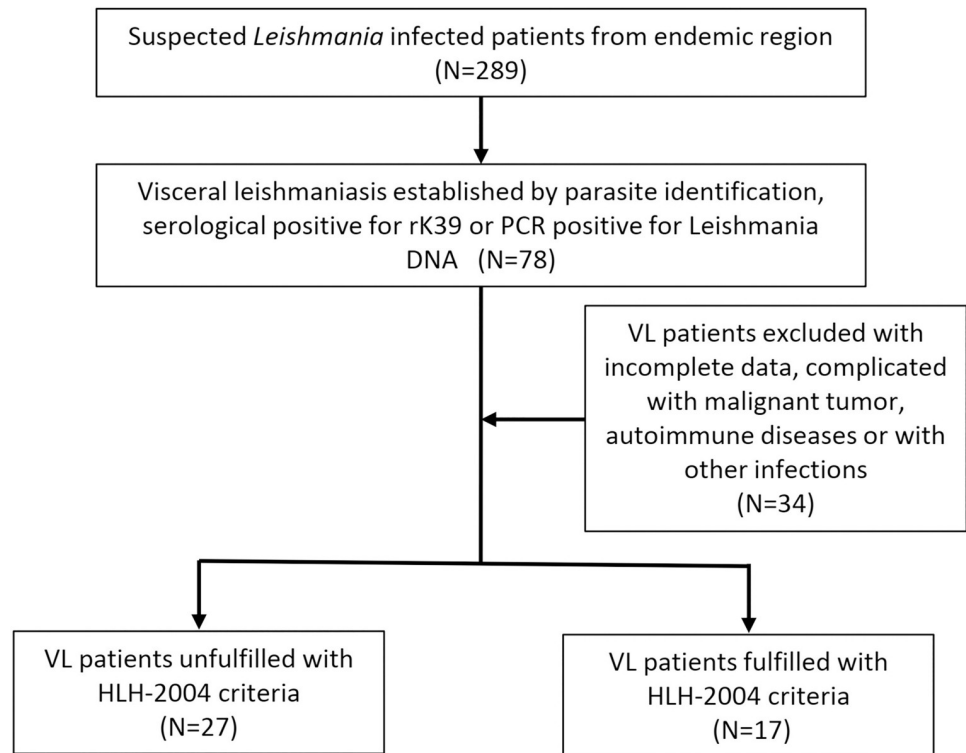 Suspected Leishmania infected patients from endemic region
(N=289)
Visceral leishmaniasis established by parasite identification,
serological positive for rK39 or PCR positive for Leishmania
DNA (N=78)
VL patients excluded with
incomplete data, complicated
with malignant tumor,
autoimmune diseases or with
other infections
(N=34)
VL patients unfulfilled with
HLH-2004 criteria
(N=27)
VL patients fulfilled with
HLH-2004 criteria
(N=17)